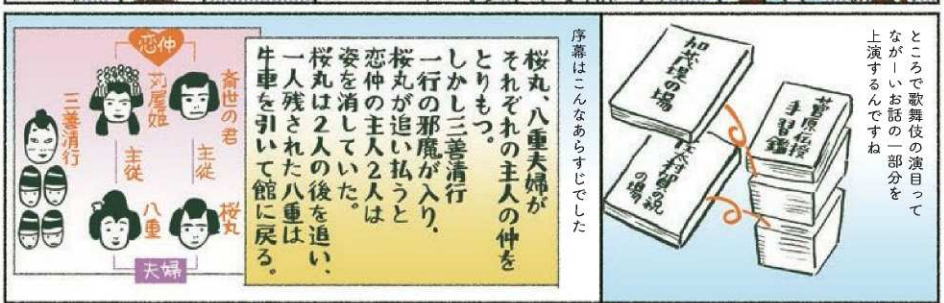 ところで歌舞伎の演目って
ながーいお話の一部分を
上演するんですね
菅原伝授
手習鑑
加茂堤の場
賀の祝
の場
序幕はこんなあらすじでした
桜丸、八重夫婦が
それぞれの主人の仲を
とりもつ。
しかし三善清行
一行の邪魔が入り、
桜丸が追い払うと
恋仲の主人2人は
姿を消していた。
桜丸は2人の後を追い、
一人残された八重は
牛車を引いて館に戻る。
恋仲
斎世の君
苅屋姫
三善清行
主従
主従
桜丸
八重
夫婦